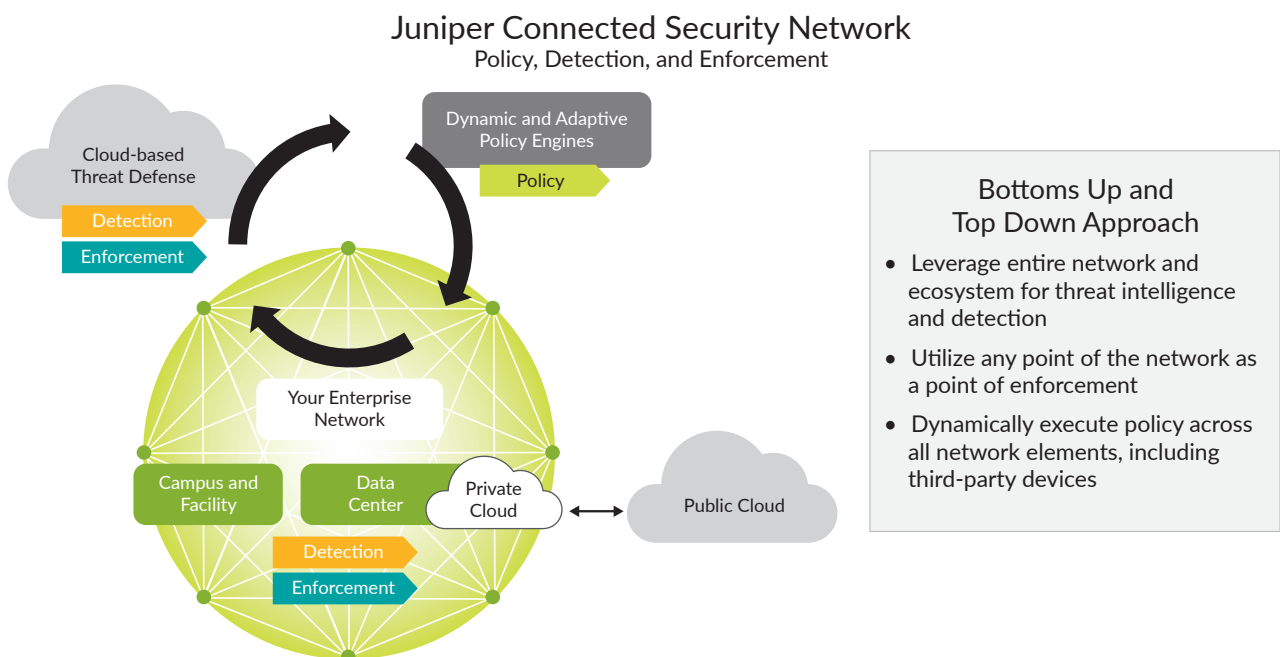 Juniper Connected Security Network
Policy, Detection, and Enforcement
Cloud-based
Threat Defense
Detection
Enforcement
Dynamic and Adaptive
Policy Engines
Policy
Your Enterprise
Network
Campus and
Facility
Data
Center
Private
Cloud
Public Cloud
Detection
Enforcement
Bottoms Up and
Top Down Approach
• Leverage entire network and
ecosystem for threat intelligence
and detection
• Utilize any point of the network as
a point of enforcement
• Dynamically execute policy across
all network elements, including
third-party devices